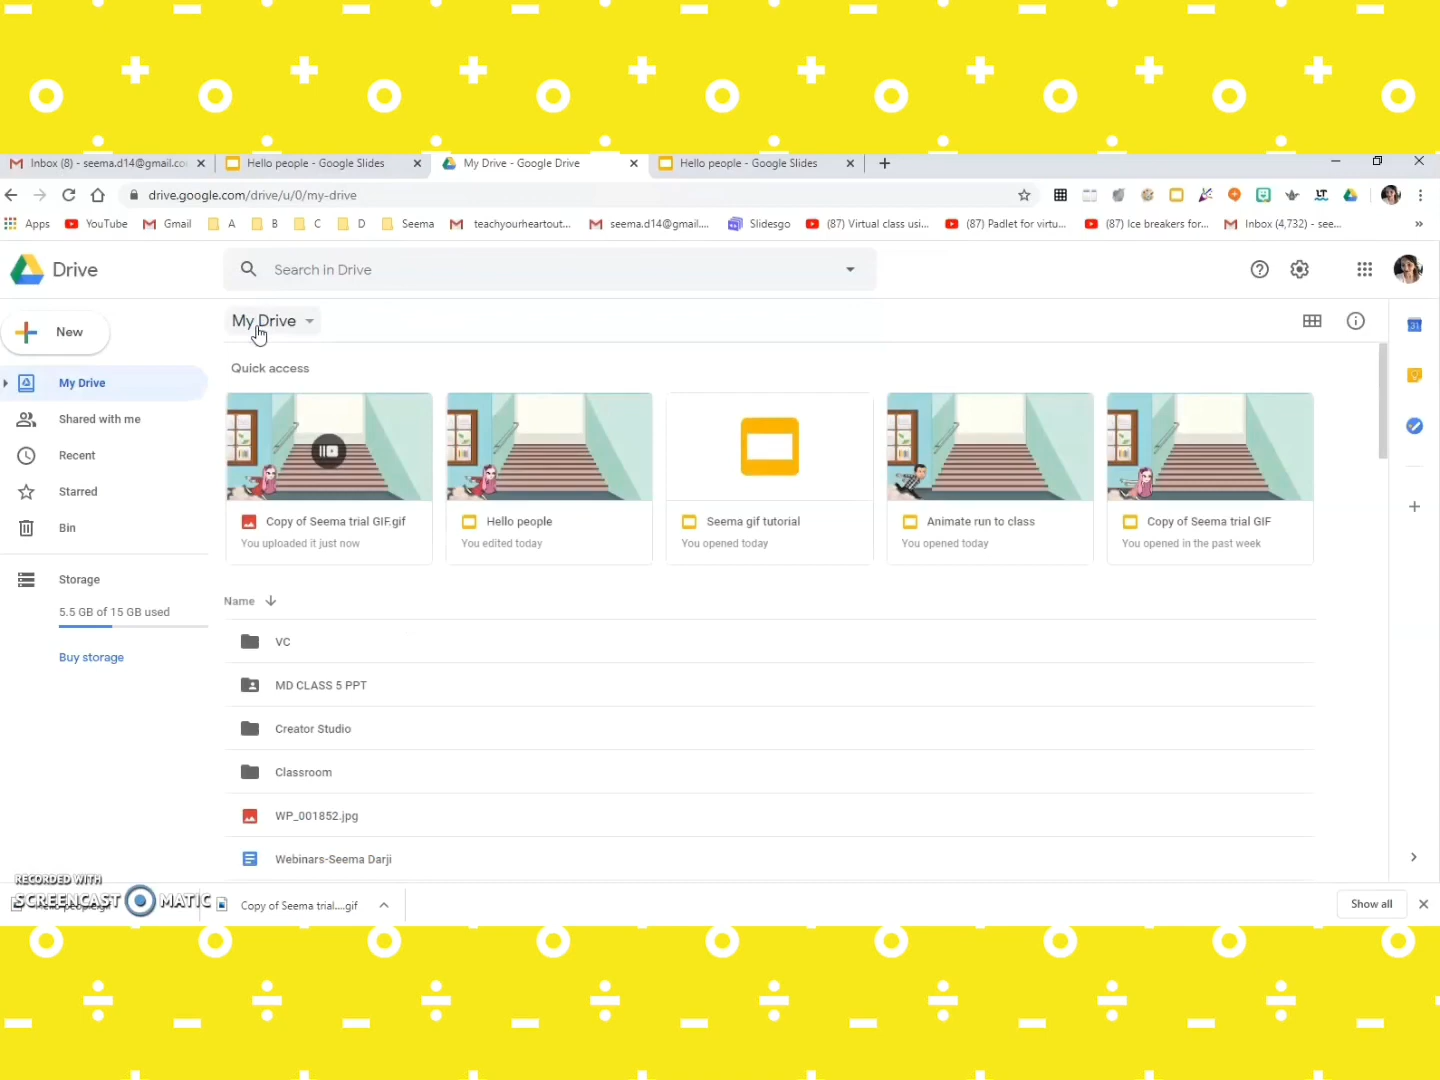 Inbox (8) - seema.d14@gmail.co
Hello people - Google Slides
My Drive - Google Drive
Hello people - Google Slides
drive.google.com/drive/u/0/my-drive
Apps
YouTube
Gmail
A
B
C
D
Seema
teachyourheartout...
seema.d14@gmail....
Slidesgo
(87) Virtual class usi...
(87) Padlet for virtu...
(87) Ice breakers for...
Inbox (4,732) - see...
Drive
Search in Drive
New
My Drive
My Drive
Shared with me
Recent
Starred
Bin
Storage
5.5 GB of 15 GB used
Buy storage
Quick access
Copy of Seema trial GIF.gif
You uploaded it just now
Hello people
You edited today
Seema gif tutorial
You opened today
Animate run to class
You opened today
Copy of Seema trial GIF
You opened in the past week
Name
VC
MD CLASS 5 PPT
Creator Studio
Classroom
WP_001852.jpg
Webinars-Seema Darji
31
LT
RECORDED WITH
SCREENCAST MATIC
Copy of Seema trial....gif
Show all